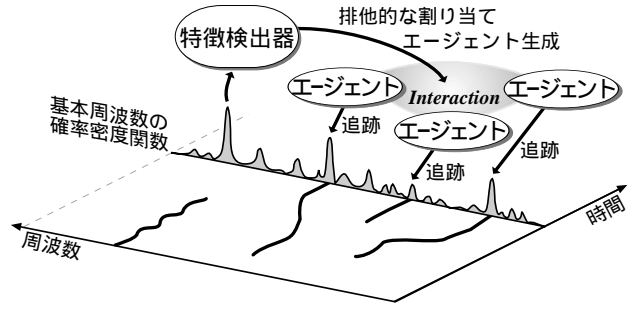 排他的な割り当て
エージェント生成
特徴検出器
エージェント
エージェント
Interaction
エージェント
基本周波数の
確率密度関数
追跡
追跡
追跡
時間
周波数